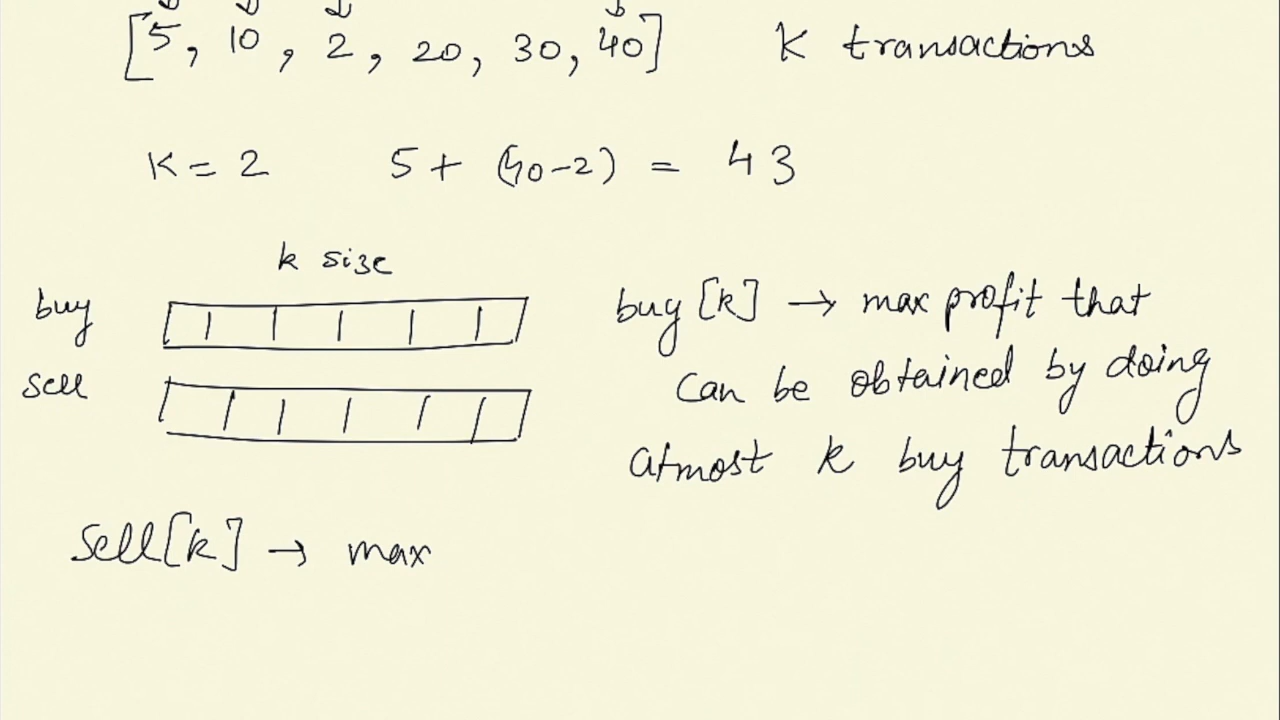 [5, 10, 2, 20, 30, 40] K transactions
K = 2 5 + (40-2) = 43
k size
buy
sell
buy[k] → max profit that
can be obtained by doing
atmost k buy transactions
Sell[k] → max